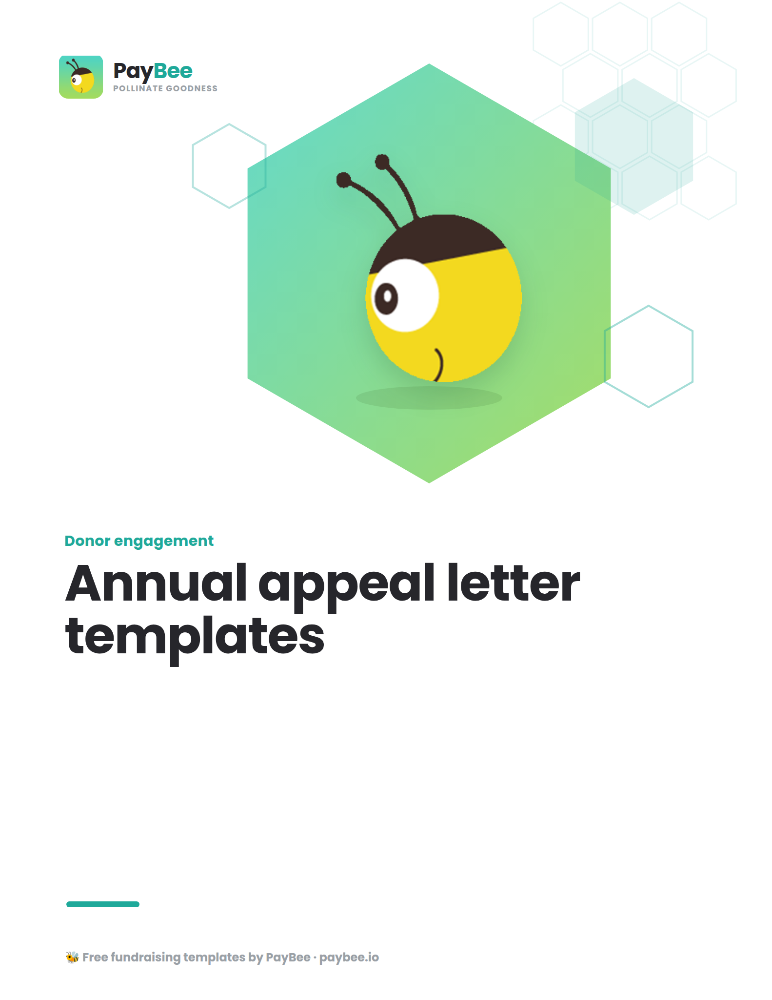 PayBee
POLLINATE GOODNESS
Donor engagement
Annual appeal letter
templates
🐝 Free fundraising templates by PayBee · paybee.io